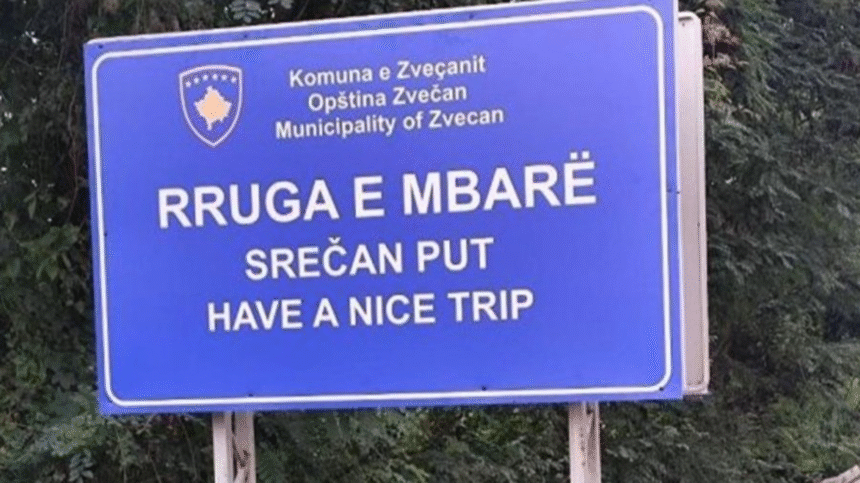 Komuna e Zveçanit
Opština Zvečan
Municipality of Zvecan
RRUGA E MBARË
SREČAN PUT
HAVE A NICE TRIP